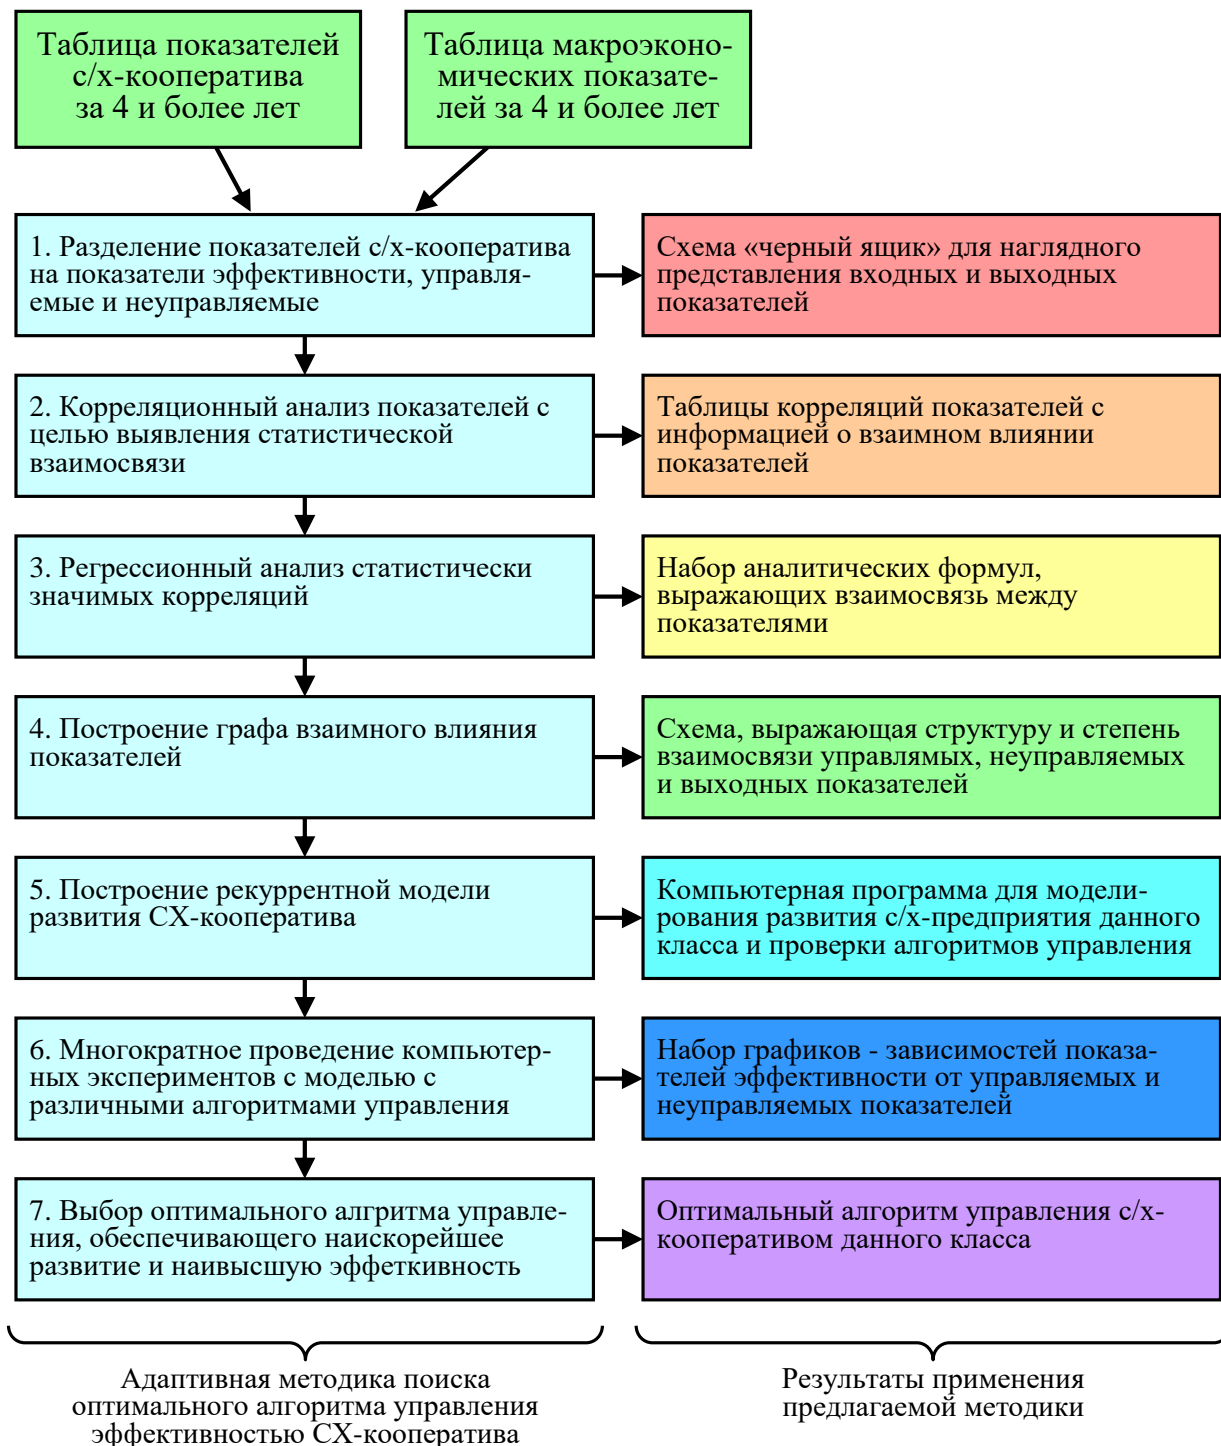 Таблица показателей
с/х-кооператива
за 4 и более лет
Таблица макроэконо-
мических показате-
лей за 4 и более лет
1. Разделение показателей с/х-кооператива
на показатели эффективности, управля-
емые и неуправляемые
Схема «черный ящик» для наглядного
представления входных и выходных
показателей
2. Корреляционный анализ показателей с
целью выявления статистической
взаимосвязи
Таблицы корреляций показателей с
информацией о взаимном влиянии
показателей
3. Регрессионный анализ статистически
значимых корреляций
Набор аналитических формул,
выражающих взаимосвязь между
показателями
4. Построение графа взаимного влияния
показателей
Схема, выражающая структуру и степень
взаимосвязи управлямых, неуправляемых
и выходных показателей
5. Построение рекуррентной модели
развития СХ-кооператива
Компьютерная программа для модели-
рования развития с/х-предприятия данного
класса и проверки алгоритмов управления
6. Многократное проведение компьютер-
ных экспериментов с моделью с
различными алгоритмами управления
Набор графиков - зависимостей показа-
телей эффективности от управляемых и
неуправляемых показателей
7. Выбор оптимального алгритма управле-
ния, обеспечивающего наискорейшее
развитие и наивысшую эффеткивность
Оптимальный алгоритм управления с/х-
кооперативом данного класса
Адаптивная методика поиска
оптимального алгоритма управления
эффективностью СХ-кооператива
Результаты применения
предлагаемой методики